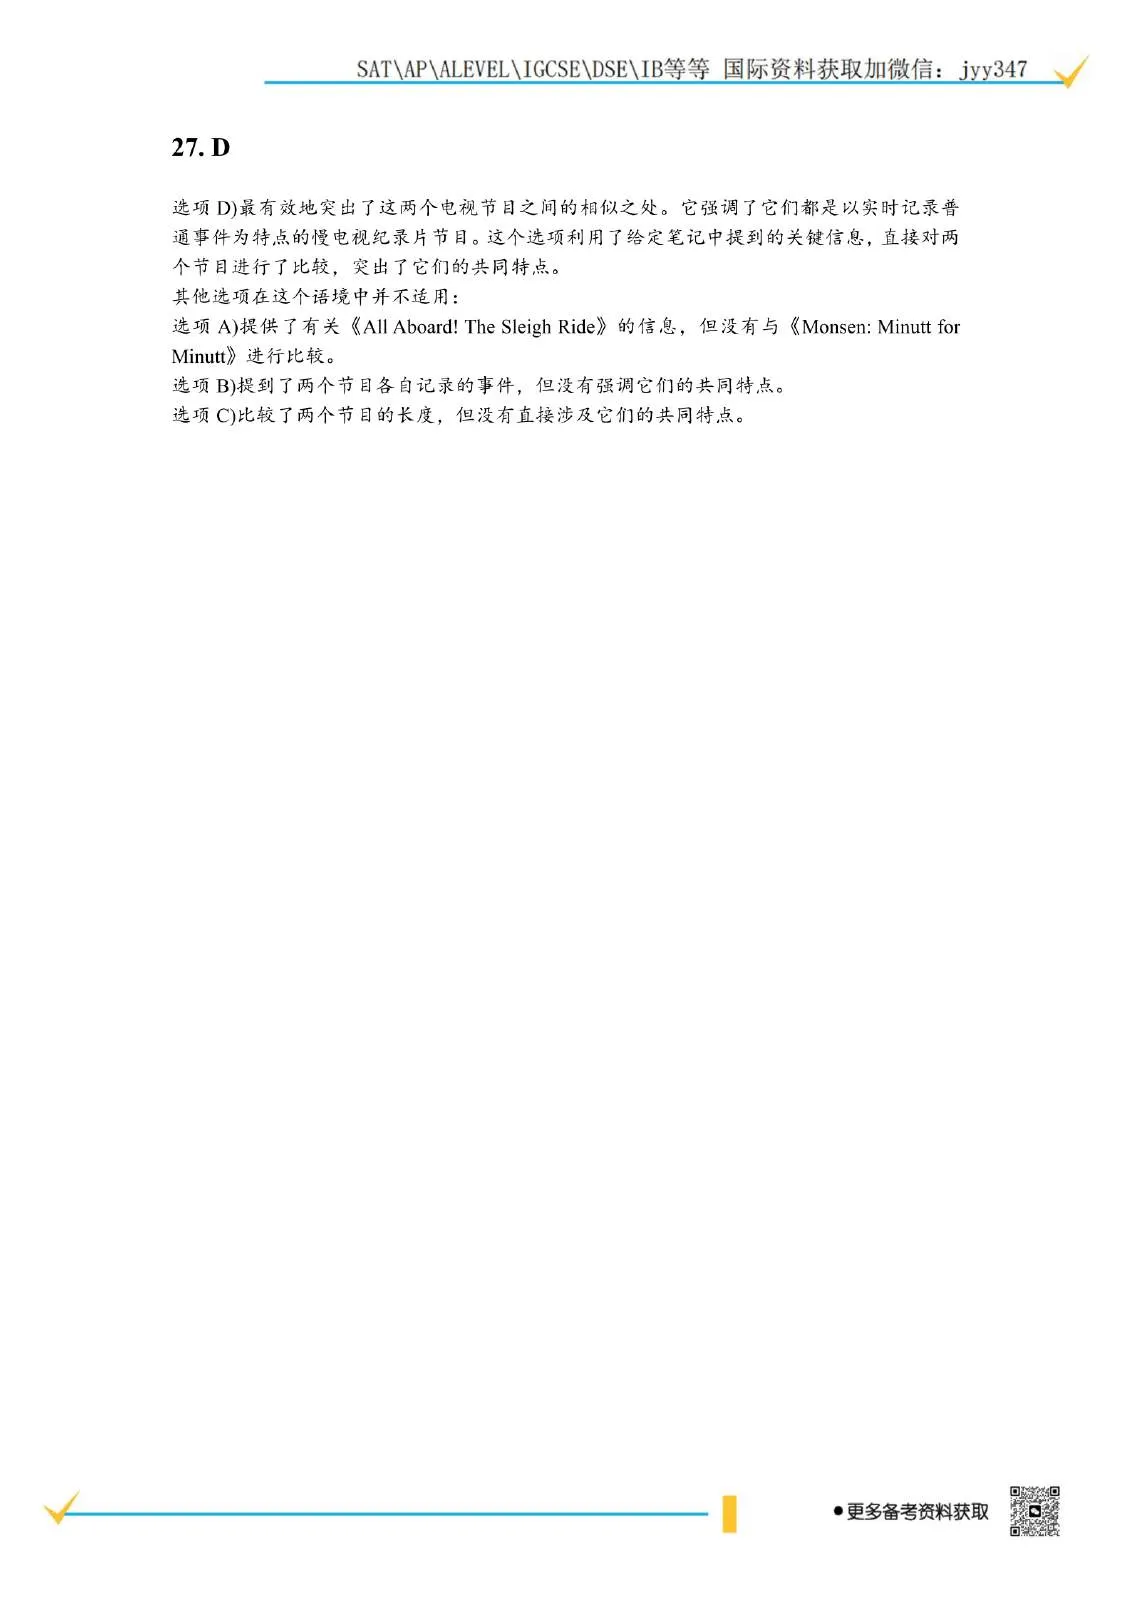 SAT\AP\ALEVEL\IGCSE\DSE\IB等等 国际资料获取加微信：jyy347
27. D
选项 D)最有效地突出了这两个电视节目之间的相似之处。它强调了它们都是以实时记录普
通事件为特点的慢电视纪录片节目。这个选项利用了给定笔记中提到的关键信息，直接对两
个节目进行了比较，突出了它们的共同特点。
其他选项在这个语境中并不适用：
选项 A)提供了有关《All Aboard! The Sleigh Ride》的信息，但没有与《Monsen: Minutt for
Minutt》进行比较。
选项 B)提到了两个节目各自记录的事件，但没有强调它们的共同特点。
选项 C)比较了两个节目的长度，但没有直接涉及它们的共同特点。
●更多备考资料获取